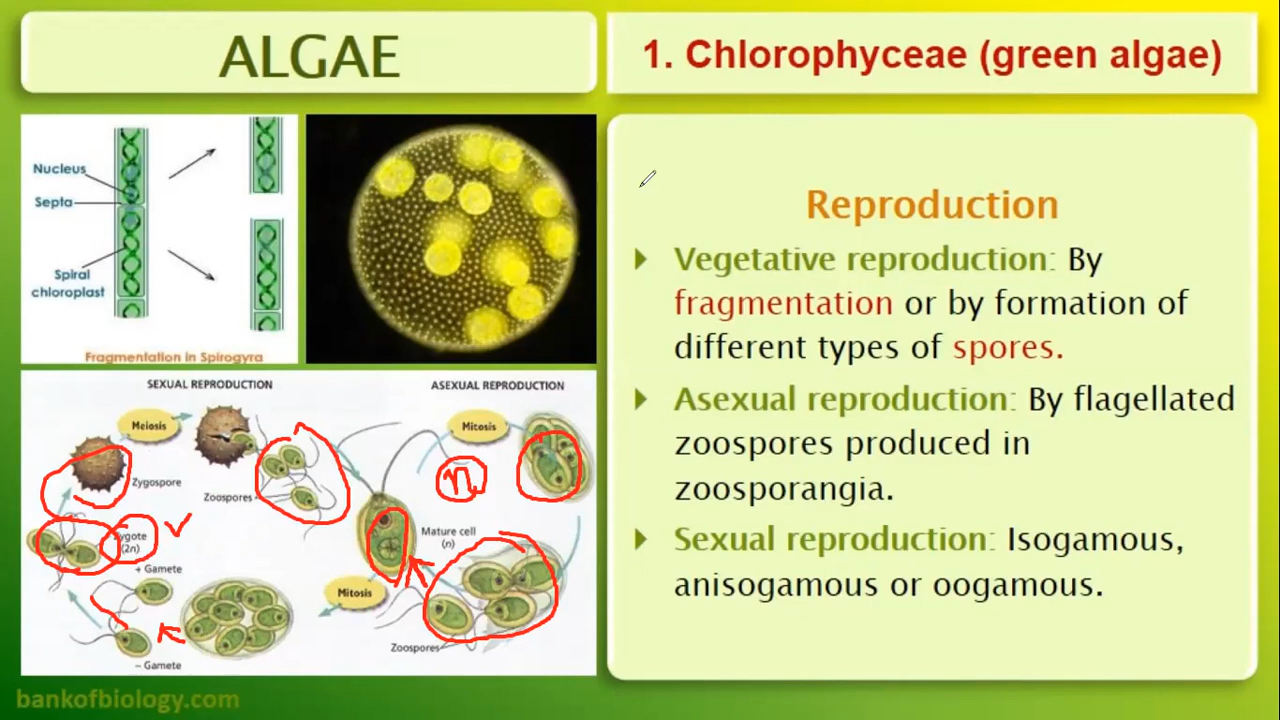 ALGAE
1. Chlorophyceae (green algae)
Nucleus
Septa
Spiral
chloroplast
Fragmentation in Spirogyra
SEXUAL REPRODUCTION
ASEXUAL REPRODUCTION
Meiosis
Mitosis
Zygospore
Zoospores
n
Zygote
(2n)
Mature cell
(n)
+ Gamete
Mitosis
Zoospores
− Gamete
Reproduction
Vegetative reproduction: By
fragmentation or by formation of
different types of spores.
Asexual reproduction: By flagellated
zoospores produced in
zoosporangia.
Sexual reproduction: Isogamous,
anisogamous or oogamous.
bankofbiology.com